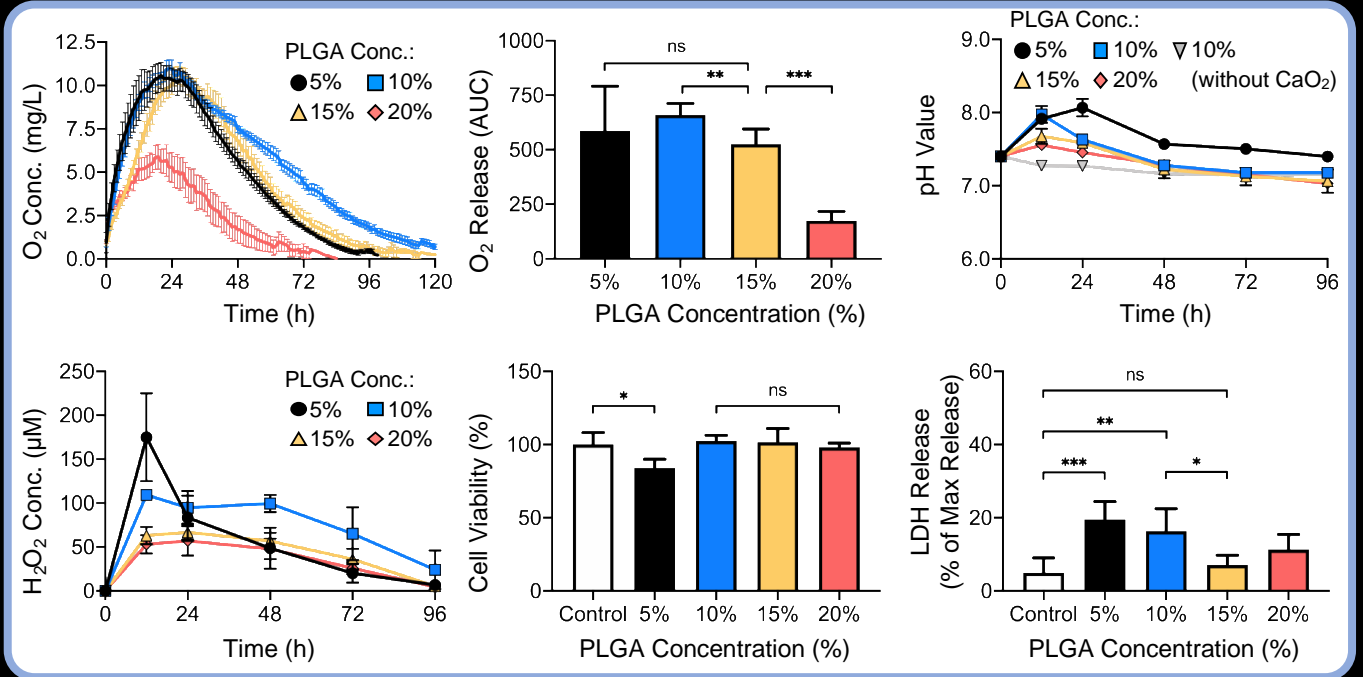 PLGA Conc.:
5% 10%
15% 20%
12.5
10.0
7.5
5.0
2.5
0.0
O2 Conc. (mg/L)
0 24 48 72 96 120
Time (h)
1000
750
500
250
0
O2 Release (AUC)
ns
** ***
5% 10% 15% 20%
PLGA Concentration (%)
PLGA Conc.:
5% 10% 10%
15% 20% (without CaO2)
9.0
8.0
7.0
6.0
pH Value
0 24 48 72 96
Time (h)
PLGA Conc.:
5% 10%
15% 20%
250
200
150
100
50
0
H2O2 Conc. (μM)
0 24 48 72 96
Time (h)
150
100
50
0
Cell Viability (%)
* ns
Control 5% 10% 15% 20%
PLGA Concentration (%)
60
40
20
0
LDH Release
(% of Max Release)
ns
**
*** *
Control 5% 10% 15% 20%
PLGA Concentration (%)